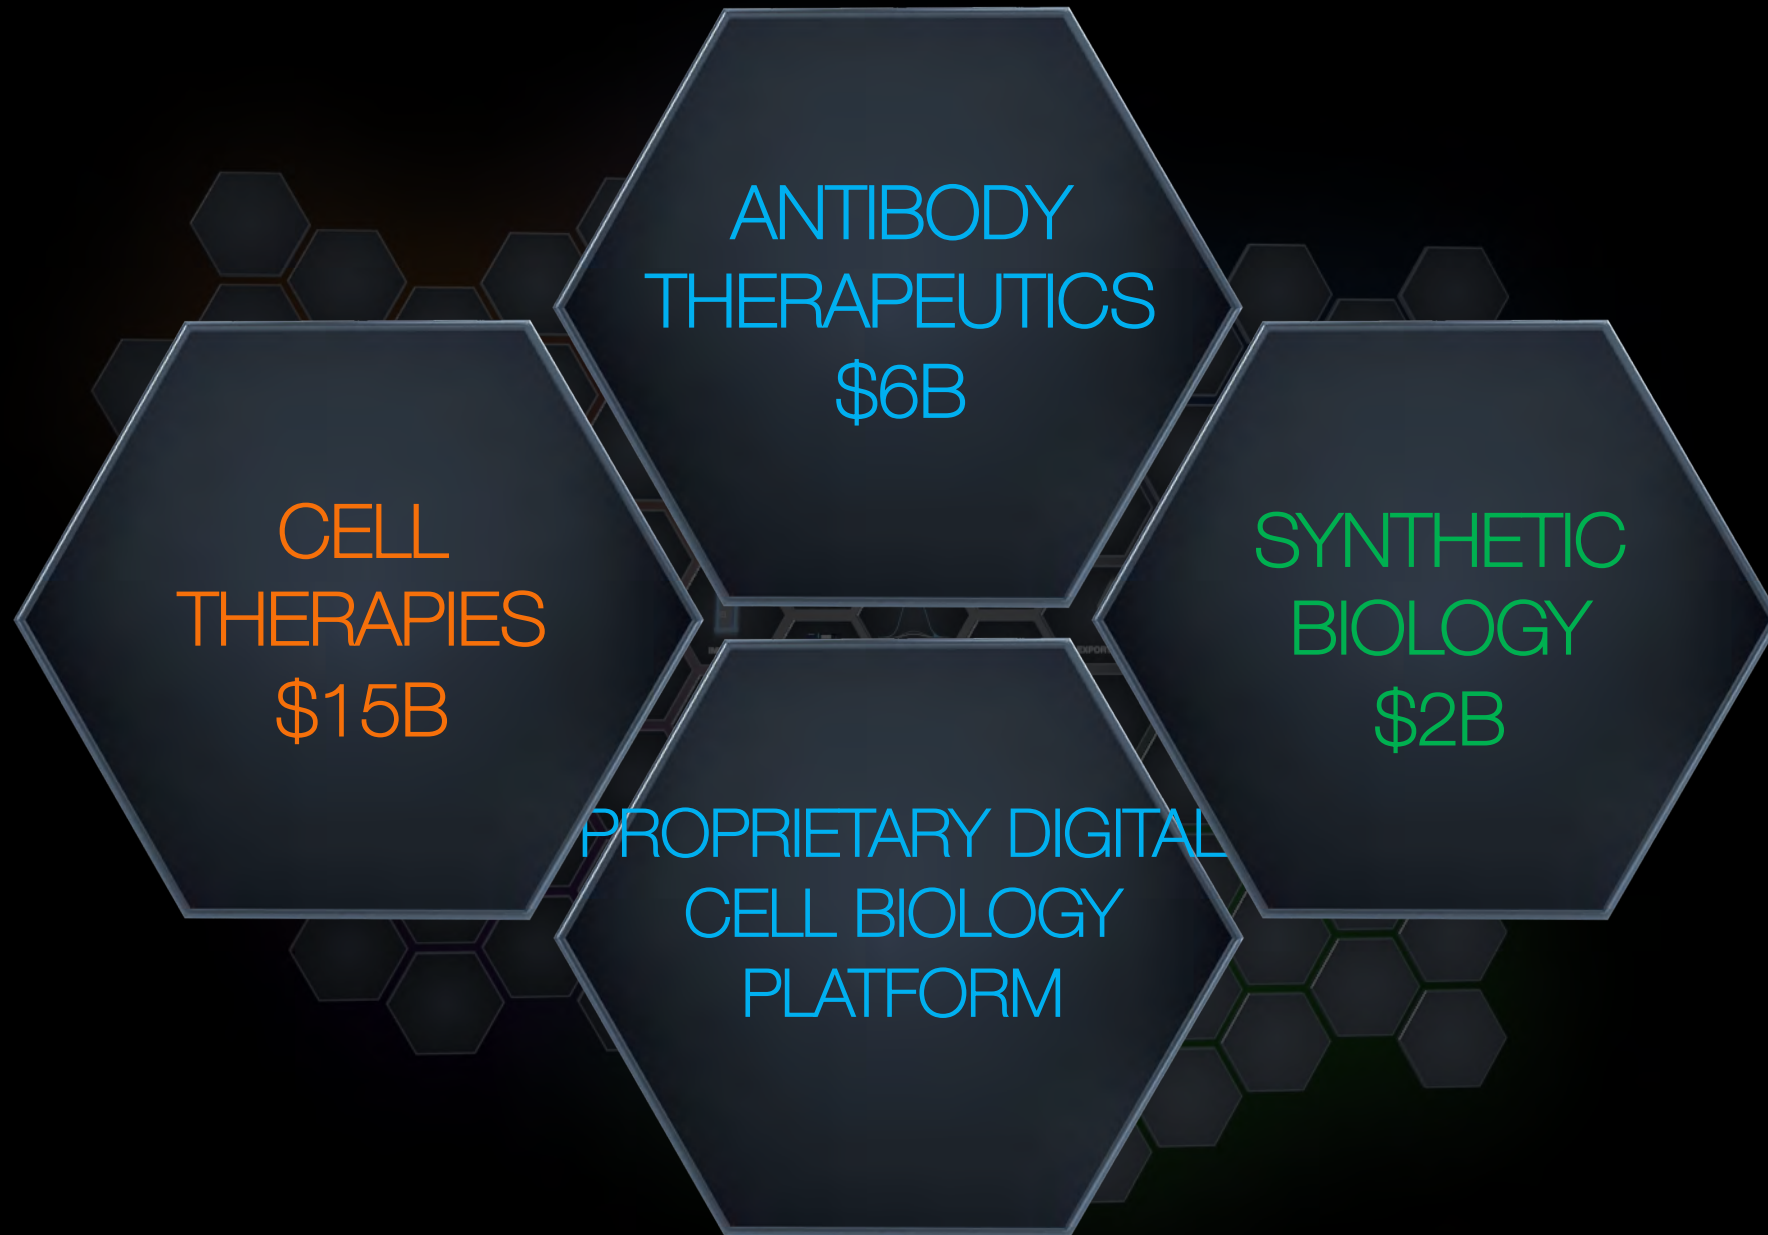 ANTIBODY
THERAPEUTICS
$6B
CELL
THERAPIES
$15B
SYNTHETIC
BIOLOGY
$2B
PROPRIETARY DIGITAL
CELL BIOLOGY
PLATFORM